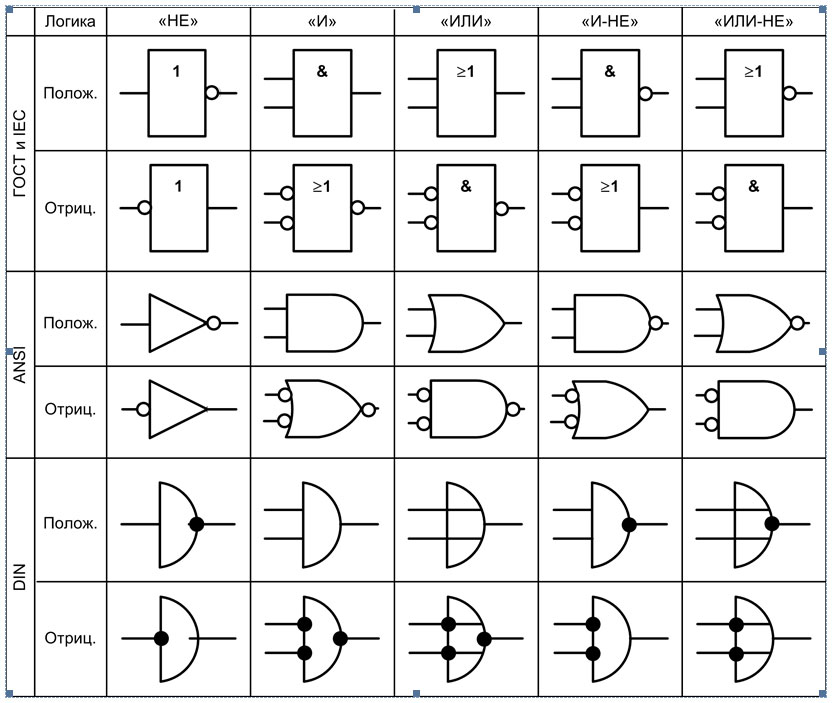 Логика «НЕ» «И» «ИЛИ» «И-НЕ» «ИЛИ-НЕ»
ГОСТ и IEC
Полож. 1 & ≥1 & ≥1
Отриц. 1 ≥1 & ≥1 &
ANSI
Полож.
Отриц.
DIN
Полож.
Отриц.